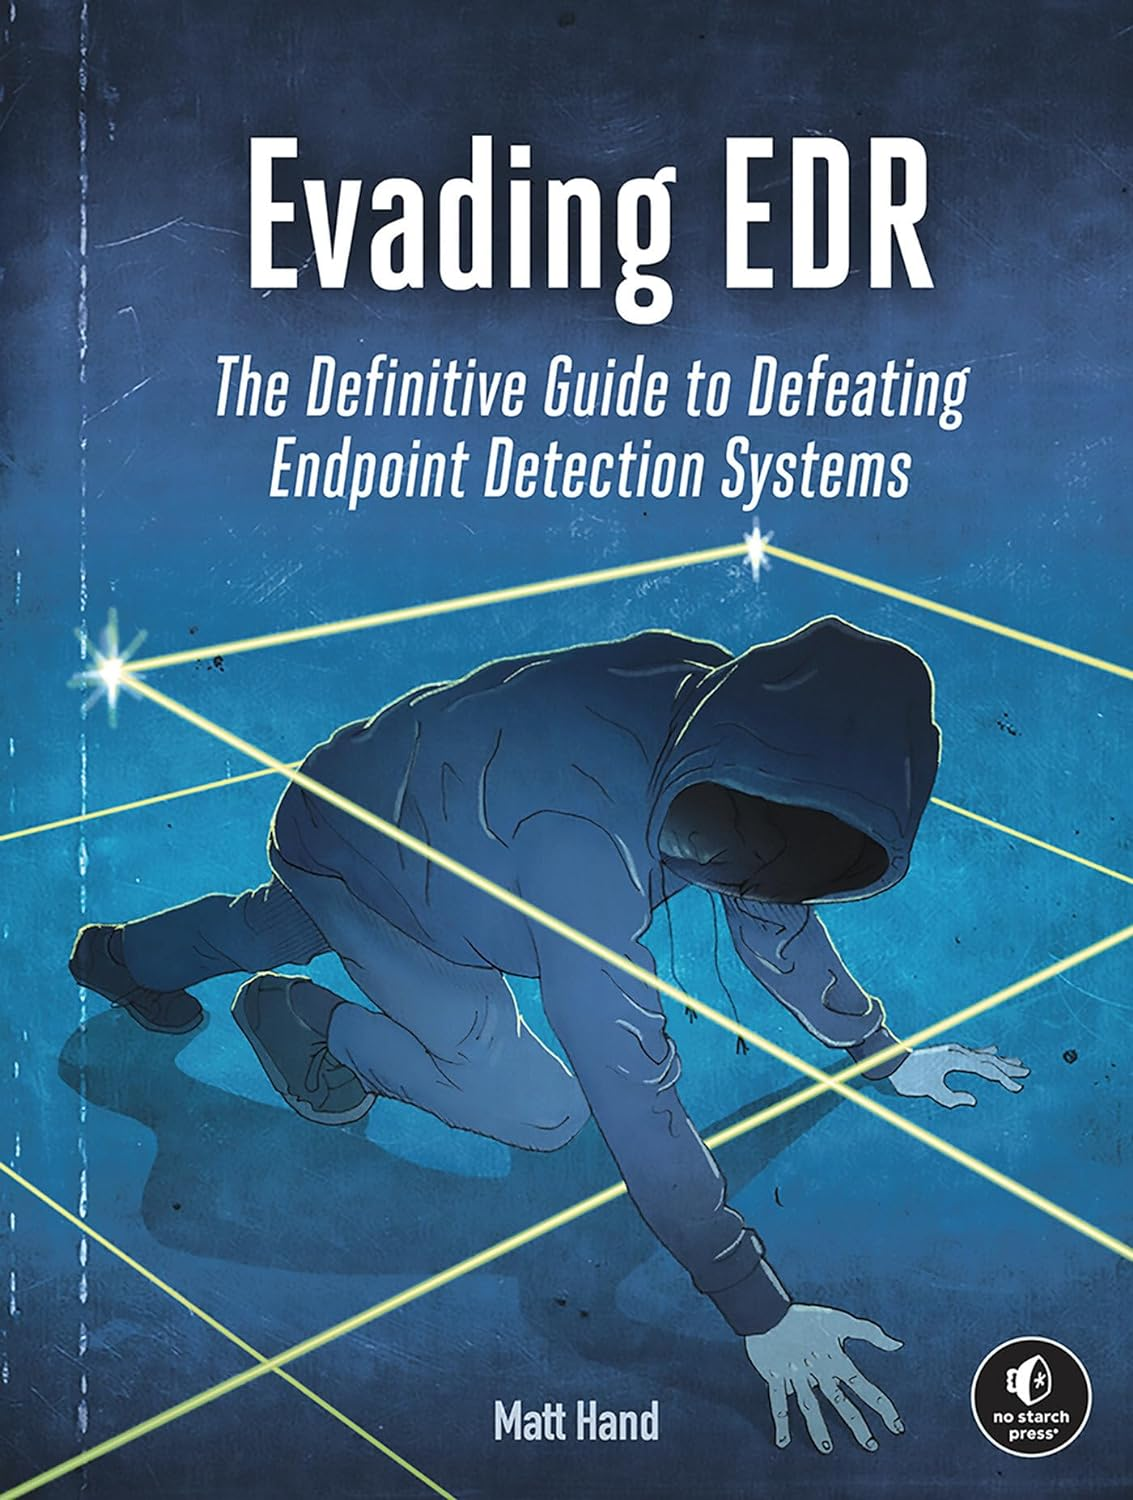 Evading EDR
The Definitive Guide to Defeating
Endpoint Detection Systems
Matt Hand
no starch
press®